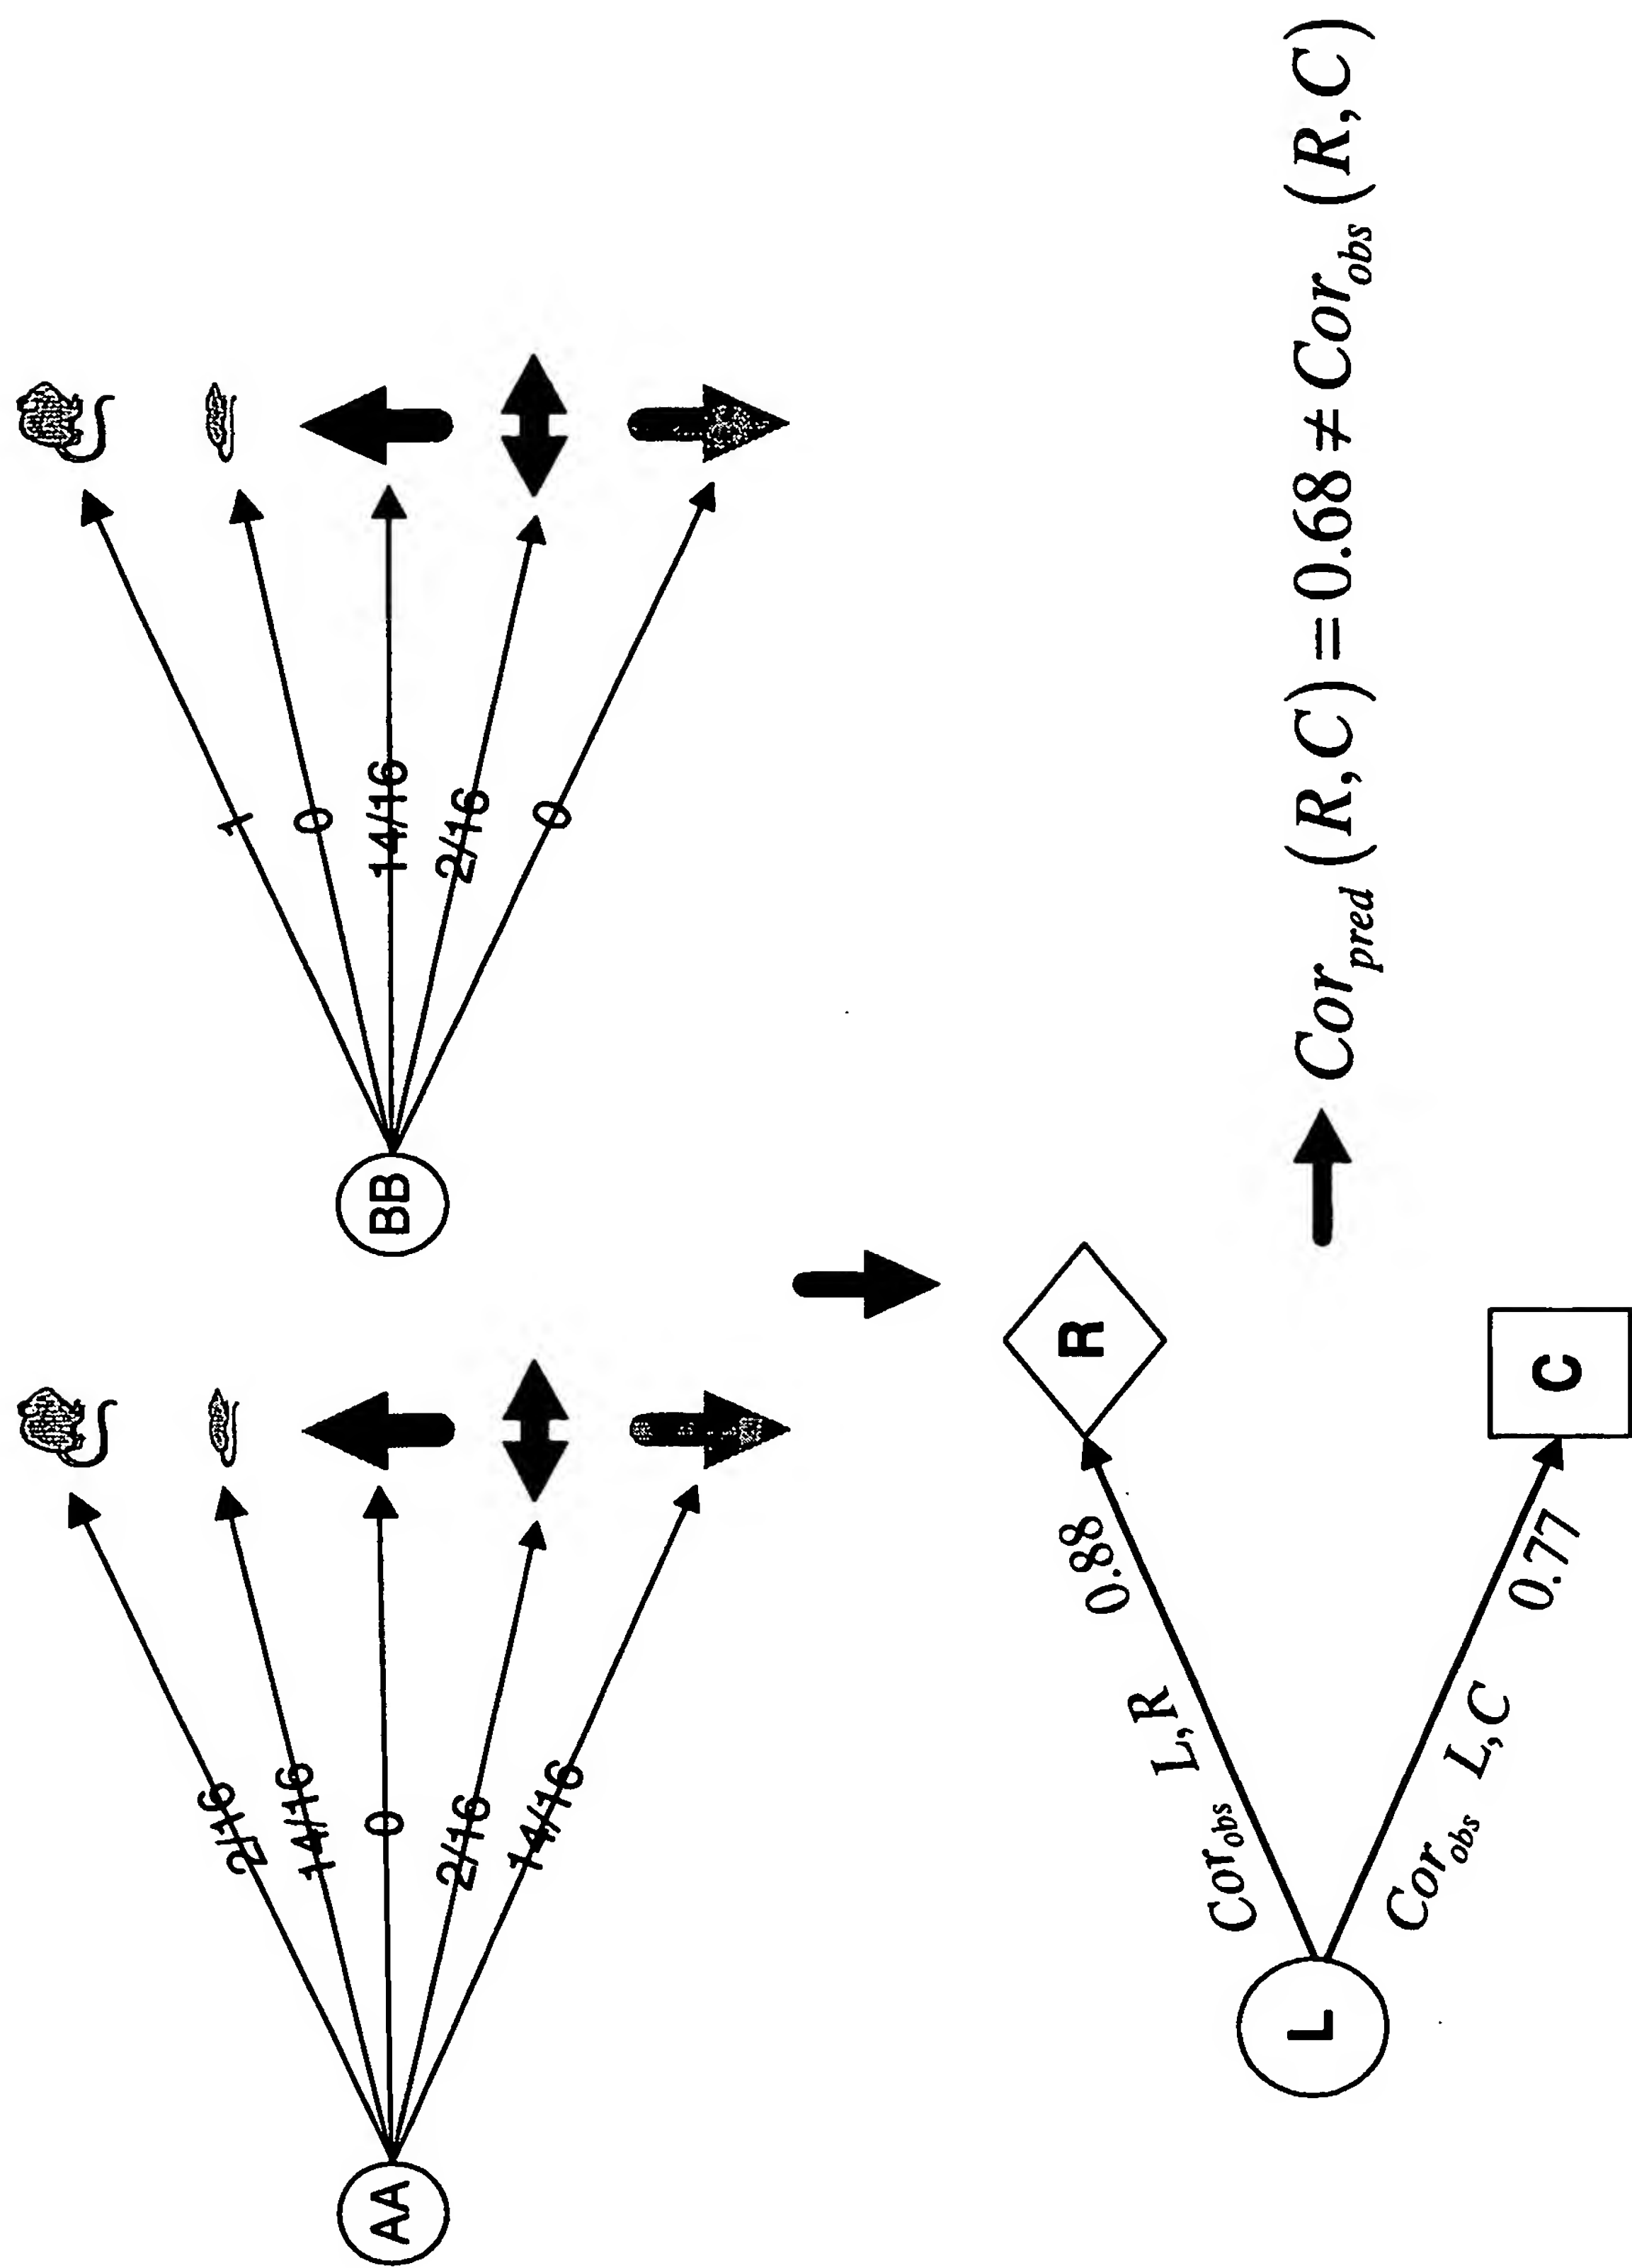 AA
2/16
14/16
0
2/16
14/16
BB
1
0
14/16
2/16
0
L
Cor_obs L,R 0.88
R
Cor_obs L,C 0.77
C
Cor_pred (R,C) = 0.68 ≠ Cor_obs (R,C)